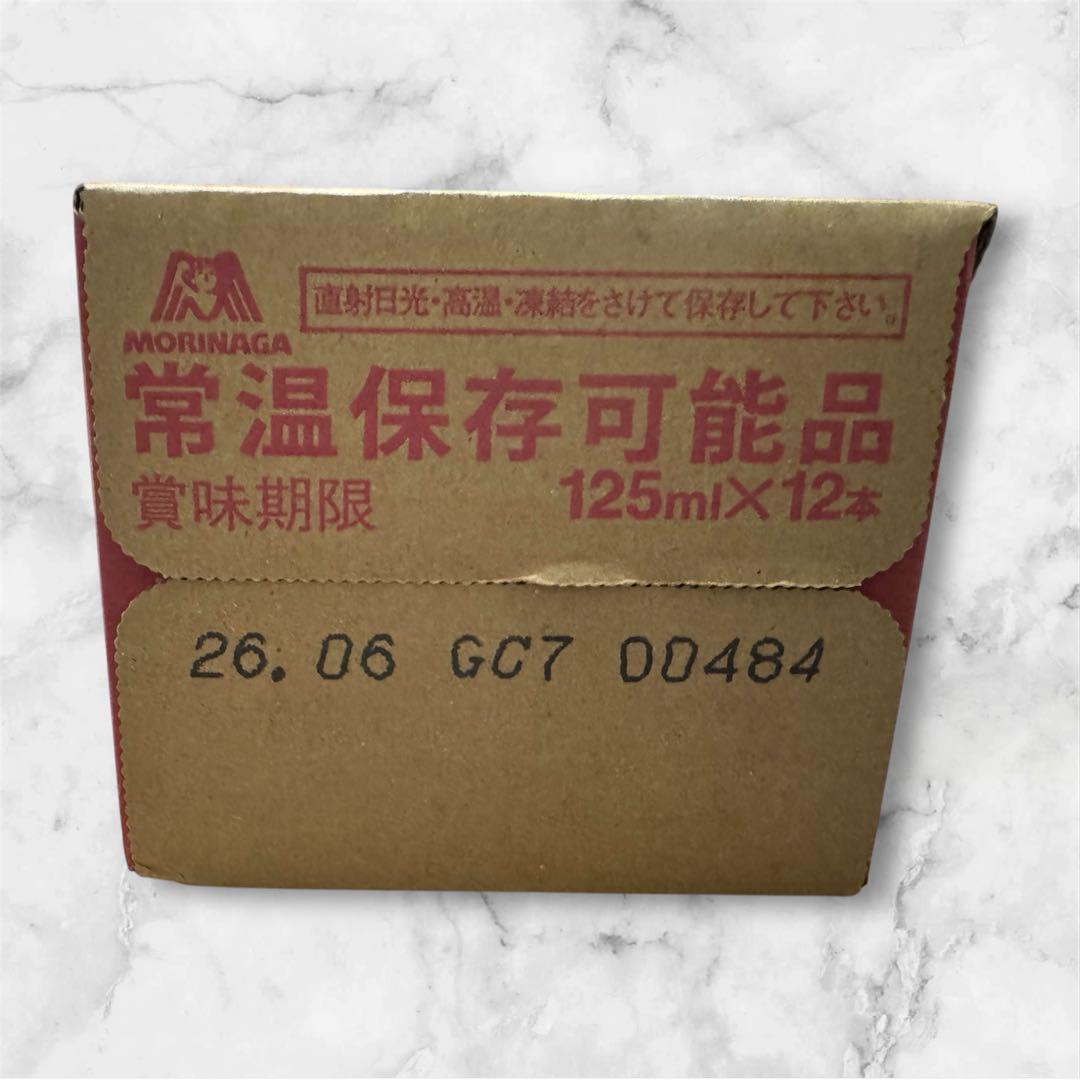 直射日光・高温・凍結をさけて保存して下さい。
MORINAGA
常温保存可能品
賞味期限 125ml×12本
26.06 GC7 00484